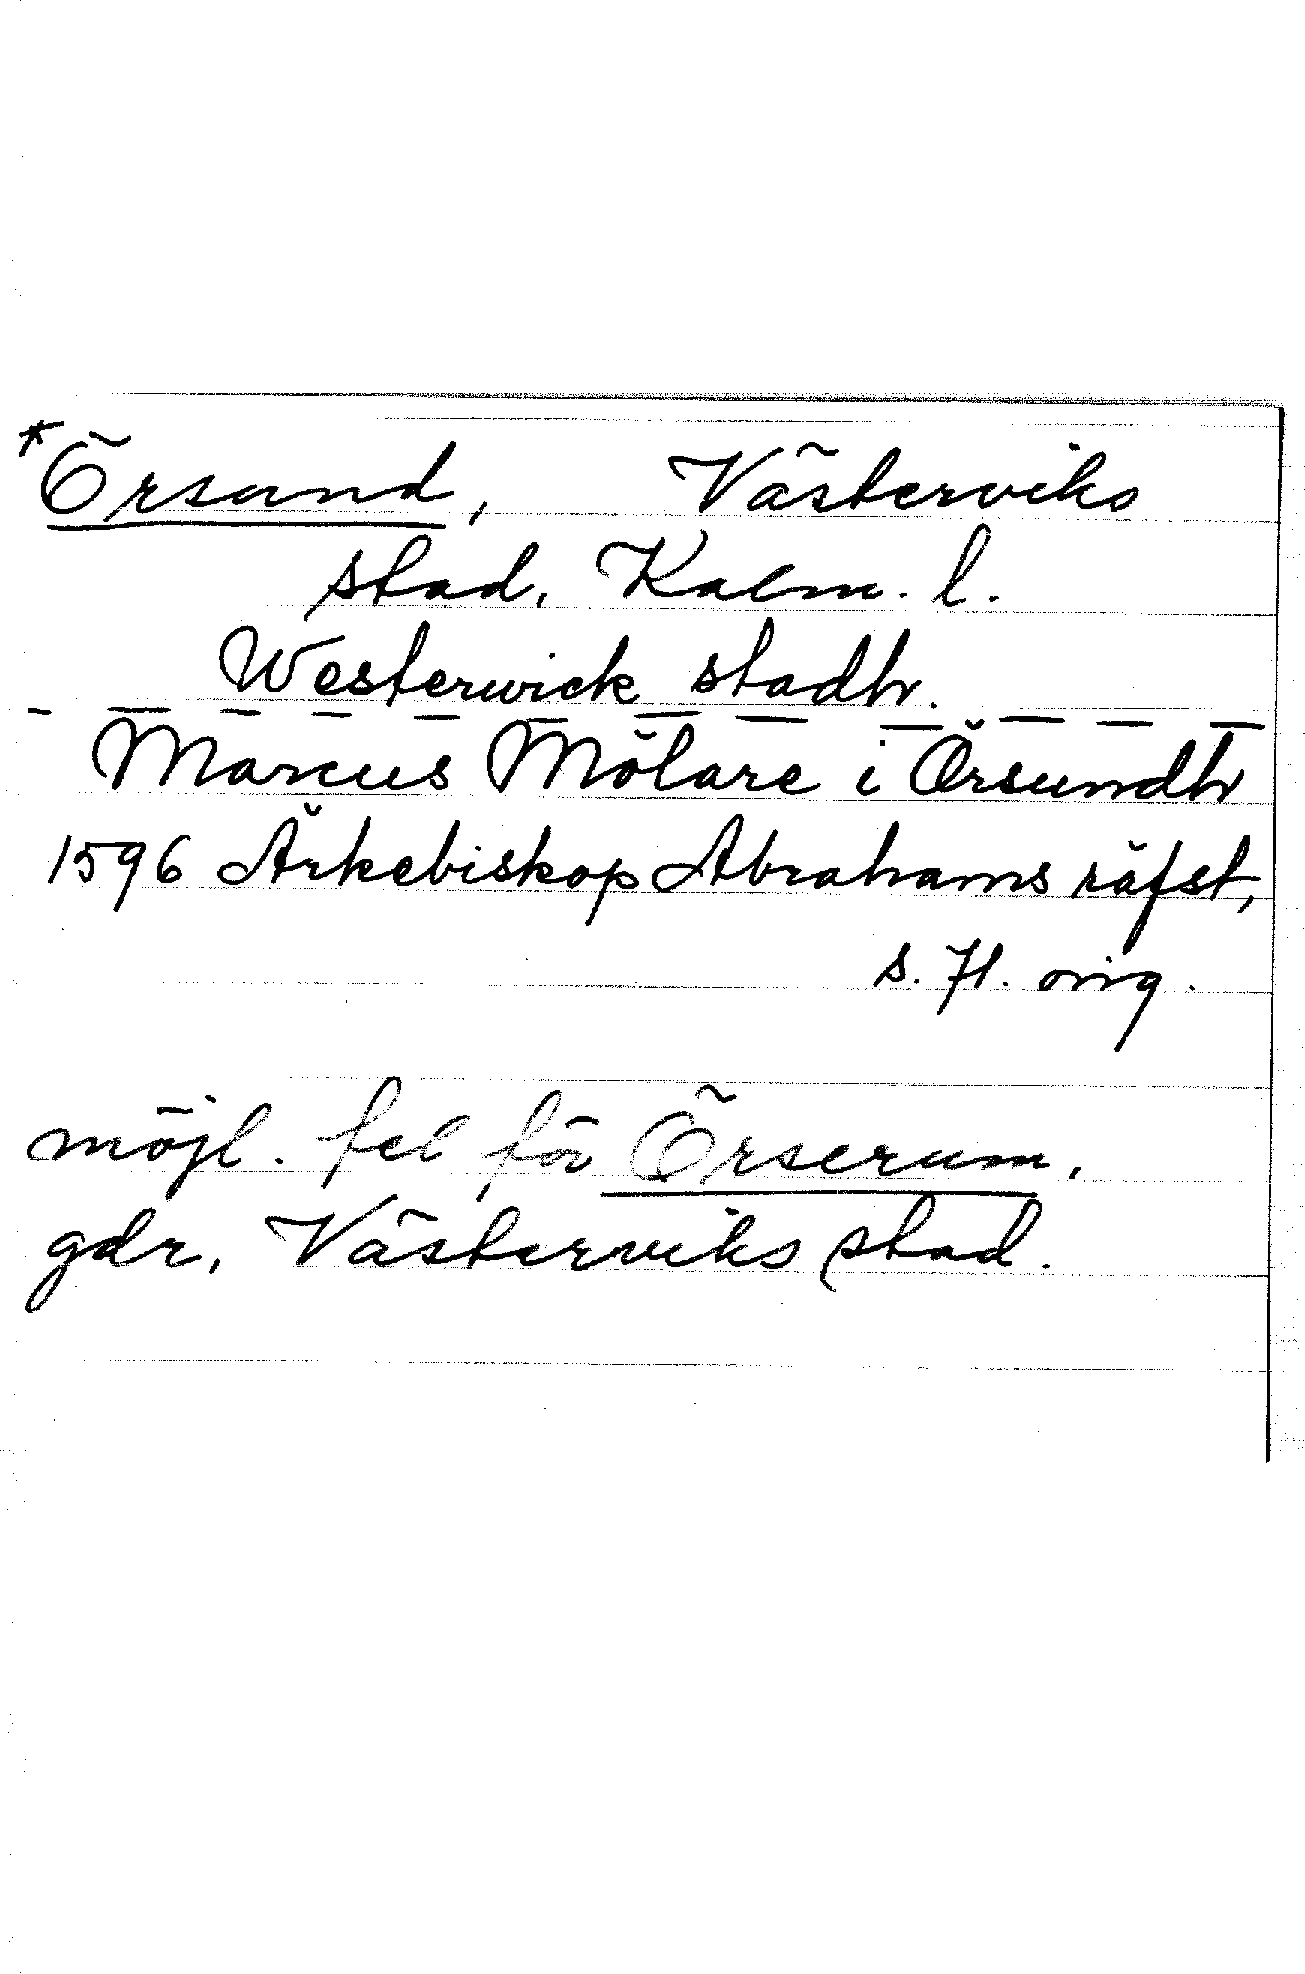 *Örsund, Västerviks
stad, Kalm. l.
Westerwick stadh.
– – – – – – – – – – – –
Marcus Mölare i Örsundh
1596 Ärkebiskop Abrahams räfst,
s. 71. orig.
möjl. fel för Örserum,
gdr, Västerviks stad.